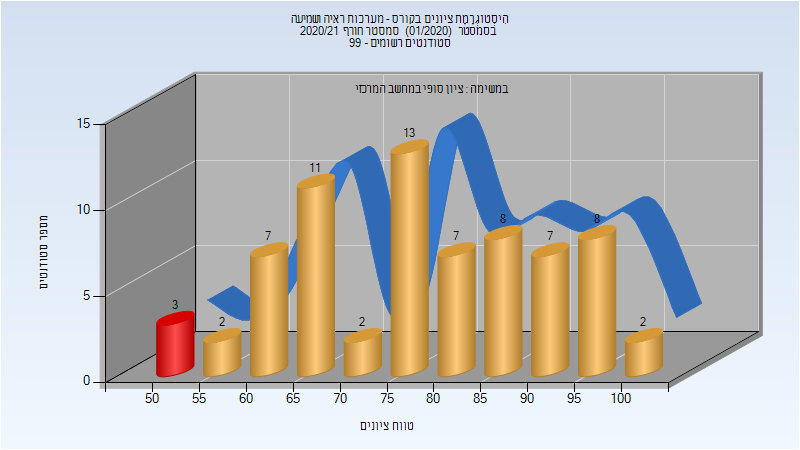 היסטוגרמת ציונים בקורס - מערכות ראיה ושמיעה
בסמסטר (01/2020) סמסטר חורף 2020/21
סטודנטים רשומים - 99
במשימה : ציון סופי במחשב המרכזי
מספר סטודנטים
15
10
5
0
3
2
7
11
2
13
7
8
7
8
2
50 55 60 65 70 75 80 85 90 95 100
טווח ציונים